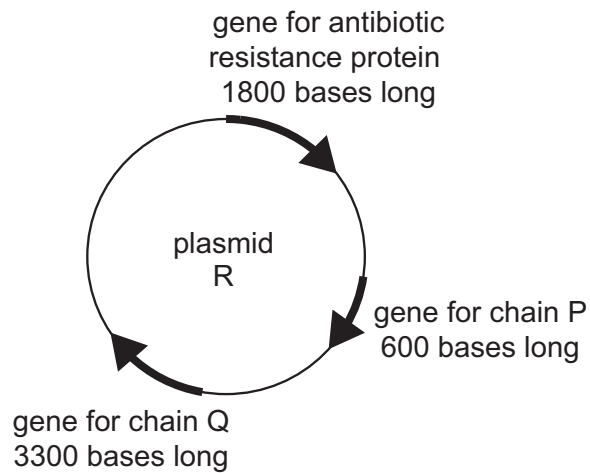 gene for antibiotic
resistance protein
1800 bases long
plasmid
R
gene for chain P
600 bases long
gene for chain Q
3300 bases long